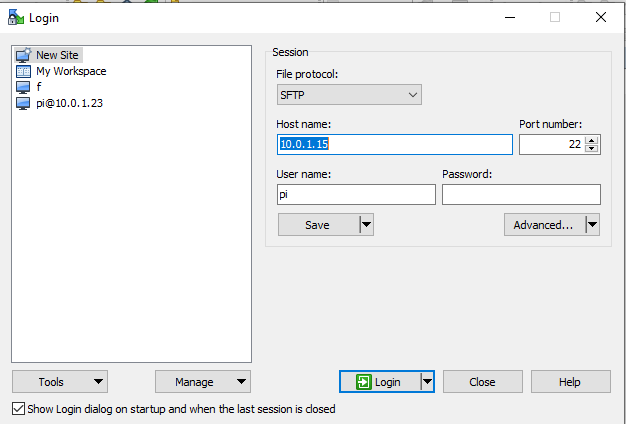 Login
New Site
My Workspace
f
pi@10.0.1.23
Session
File protocol:
SFTP
Host name:
Port number:
10.0.1.15
22
User name:
Password:
pi
Save
Advanced...
Tools
Manage
Login
Close
Help
Show Login dialog on startup and when the last session is closed